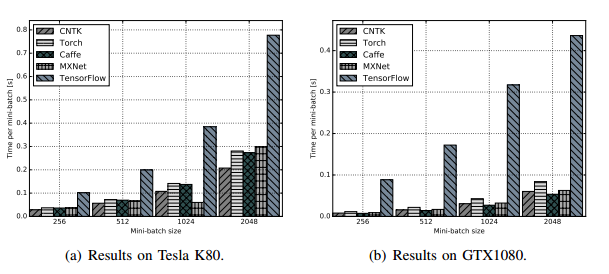 0.8
0.7
0.6
0.5
0.4
0.3
0.2
0.1
0.0
Time per mini-batch [s]
CNTK
Torch
Caffe
MXNet
TensorFlow
256 512 1024 2048
Mini-batch size
(a) Results on Tesla K80.
0.4
0.3
0.2
0.1
0.0
Time per mini-batch [s]
CNTK
Torch
Caffe
MXNet
TensorFlow
256 512 1024 2048
Mini-batch size
(b) Results on GTX1080.